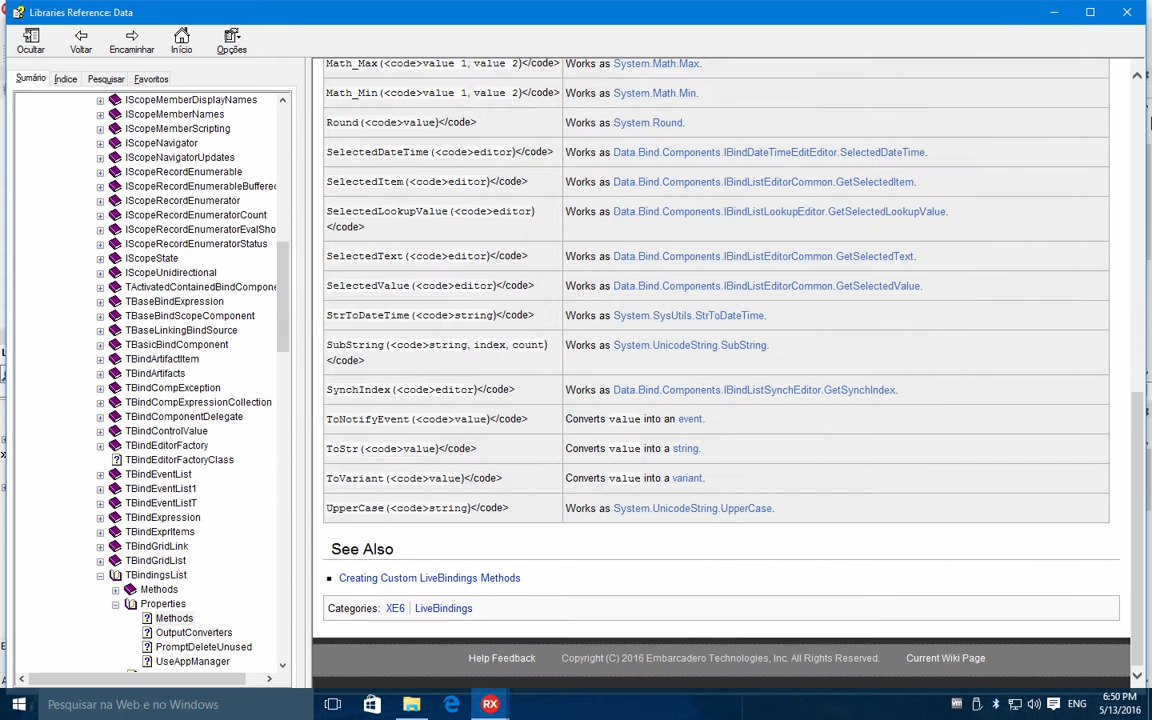 Libraries Reference: Data
Ocultar Voltar Encaminhar Início Opções
Sumário Índice Pesquisar Favoritos
IScopeMemberDisplayNames
IScopeMemberNames
IScopeMemberScripting
IScopeNavigator
IScopeNavigatorUpdates
IScopeRecordEnumerable
IScopeRecordEnumerableBuffere
IScopeRecordEnumerator
IScopeRecordEnumeratorCount
IScopeRecordEnumeratorEvalSho
IScopeRecordEnumeratorStatus
IScopeState
IScopeUnidirectional
TActivatedContainedBindCompone
TBaseBindExpression
TBaseBindScopeComponent
TBaseLinkingBindSource
TBasicBindComponent
TBindArtifactItem
TBindArtifacts
TBindCompException
TBindCompExpressionCollection
TBindComponentDelegate
TBindControlValue
TBindEditorFactory
TBindEditorFactoryClass
TBindEventList
TBindEventList1
TBindEventListT
TBindExpression
TBindExprItems
TBindGridLink
TBindGridList
TBindingsList
Methods
Properties
Methods
OutputConverters
PromptDeleteUnused
UseAppManager
Math_Max(<code>value 1, value 2)</code> Works as System.Math.Max.
Math_Min(<code>value 1, value 2)</code> Works as System.Math.Min.
Round(<code>value)</code> Works as System.Round.
SelectedDateTime(<code>editor)</code> Works as Data.Bind.Components.IBindDateTimeEditEditor.SelectedDateTime.
SelectedItem(<code>editor)</code> Works as Data.Bind.Components.IBindListEditorCommon.GetSelectedItem.
SelectedLookupValue(<code>editor) Works as Data.Bind.Components.IBindListLookupEditor.GetSelectedLookupValue.
</code>
SelectedText(<code>editor)</code> Works as Data.Bind.Components.IBindListEditorCommon.GetSelectedText.
SelectedValue(<code>editor)</code> Works as Data.Bind.Components.IBindListEditorCommon.GetSelectedValue.
StrToDateTime(<code>string)</code> Works as System.SysUtils.StrToDateTime.
SubString(<code>string, index, count) Works as System.UnicodeString.SubString.
</code>
SynchIndex(<code>editor)</code> Works as Data.Bind.Components.IBindListSynchEditor.GetSynchIndex.
ToNotifyEvent(<code>value)</code> Converts value into an event.
ToStr(<code>value)</code> Converts value into a string.
ToVariant(<code>value)</code> Converts value into a variant.
UpperCase(<code>string)</code> Works as System.UnicodeString.UpperCase.
See Also
Creating Custom LiveBindings Methods
Categories: XE6 LiveBindings
Help Feedback Copyright (C) 2016 Embarcadero Technologies, Inc. All Rights Reserved. Current Wiki Page
Pesquisar na Web e no Windows
RX
ENG
6:50 PM
5/13/2016